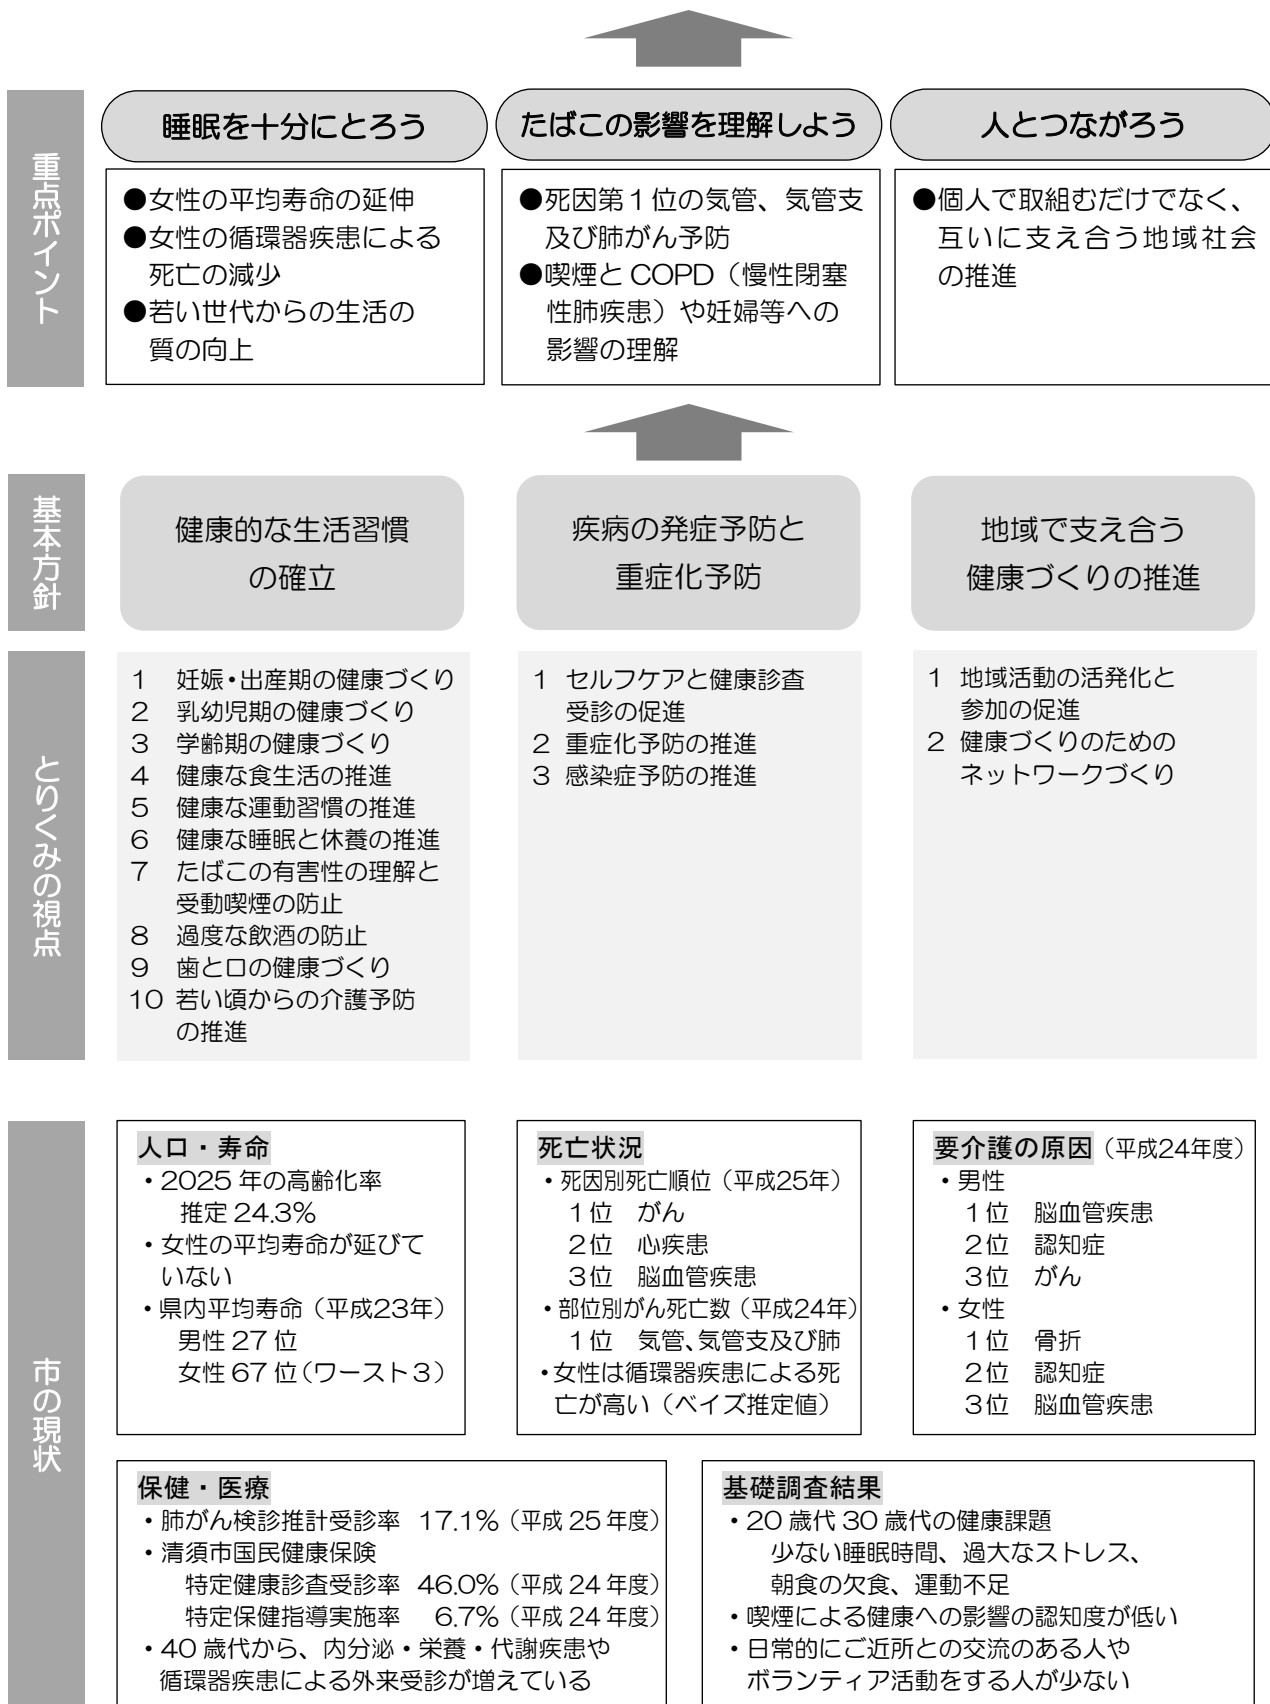 重点ポイント
睡眠を十分にとろう
●女性の平均寿命の延伸
●女性の循環器疾患による
死亡の減少
●若い世代からの生活の
質の向上
たばこの影響を理解しよう
●死因第1位の気管、気管支
及び肺がん予防
●喫煙とCOPD（慢性閉塞
性肺疾患）や妊婦等への
影響の理解
人とつながろう
●個人で取組むだけでなく、
互いに支え合う地域社会
の推進
基本方針
健康的な生活習慣
の確立
疾病の発症予防と
重症化予防
地域で支え合う
健康づくりの推進
とりくみの視点
1 妊娠・出産期の健康づくり
2 乳幼児期の健康づくり
3 学齢期の健康づくり
4 健康な食生活の推進
5 健康な運動習慣の推進
6 健康な睡眠と休養の推進
7 たばこの有害性の理解と
受動喫煙の防止
8 過度な飲酒の防止
9 歯と口の健康づくり
10 若い頃からの介護予防
の推進
1 セルフケアと健康診査
受診の促進
2 重症化予防の推進
3 感染症予防の推進
1 地域活動の活発化と
参加の促進
2 健康づくりのための
ネットワークづくり
市の現状
人口・寿命
・2025年の高齢化率
推定24.3%
・女性の平均寿命が延びて
いない
・県内平均寿命（平成23年）
男性27位
女性67位（ワースト3）
死亡状況
・死因別死亡順位（平成25年）
1位 がん
2位 心疾患
3位 脳血管疾患
・部位別がん死亡数（平成24年）
1位 気管、気管支及び肺
・女性は循環器疾患による死
亡が高い（ベイズ推定値）
要介護の原因（平成24年度）
・男性
1位 脳血管疾患
2位 認知症
3位 がん
・女性
1位 骨折
2位 認知症
3位 脳血管疾患
保健・医療
・肺がん検診推計受診率 17.1%（平成25年度）
・清須市国民健康保険
特定健康診査受診率 46.0%（平成24年度）
特定保健指導実施率 6.7%（平成24年度）
・40歳代から、内分泌・栄養・代謝疾患や
循環器疾患による外来受診が増えている
基礎調査結果
・20歳代30歳代の健康課題
少ない睡眠時間、過大なストレス、
朝食の欠食、運動不足
・喫煙による健康への影響の認知度が低い
・日常的にご近所との交流のある人や
ボランティア活動をする人が少ない